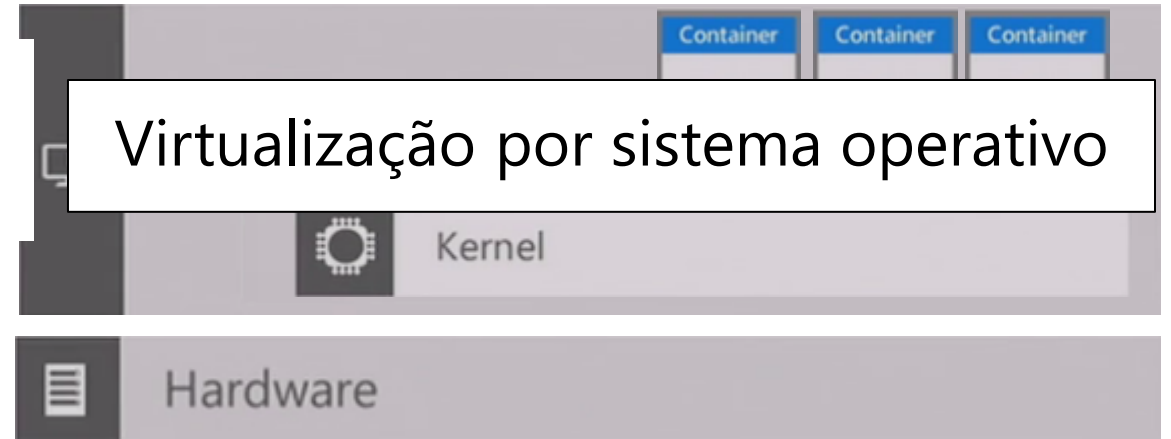 Container Container Container
Virtualização por sistema operativo
Kernel
Hardware